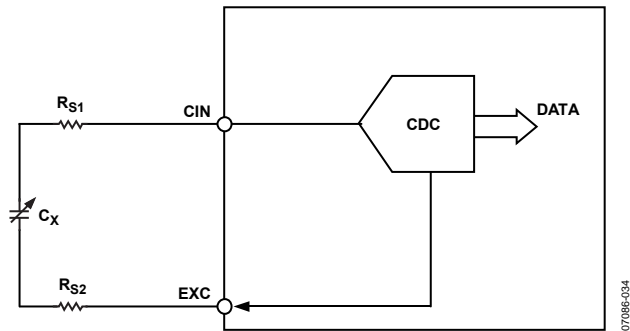 RS1
CIN
CDC
DATA
CX
RS2
EXC
07086-034